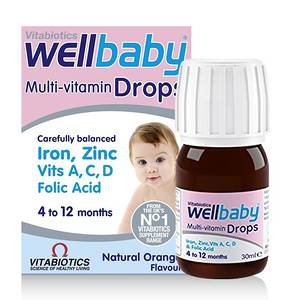 Vitabiotics
wellbaby®
Multi-vitamin Drops
Carefully balanced
Iron, Zinc
Vits A, C, D
Folic Acid
4 to 12 months
FROM THE
UK'S
No1
VITABIOTICS
SUPPLEMENT
RANGE
VITABIOTICS
SCIENCE OF HEALTHY LIVING
Natural Orang
Flavou
Vitabiotics
wellbaby®
Multi-vitamin
Drops
Iron, Zinc, Vits A, C, D
& Folic Acid
4 to 12 months
30ml e